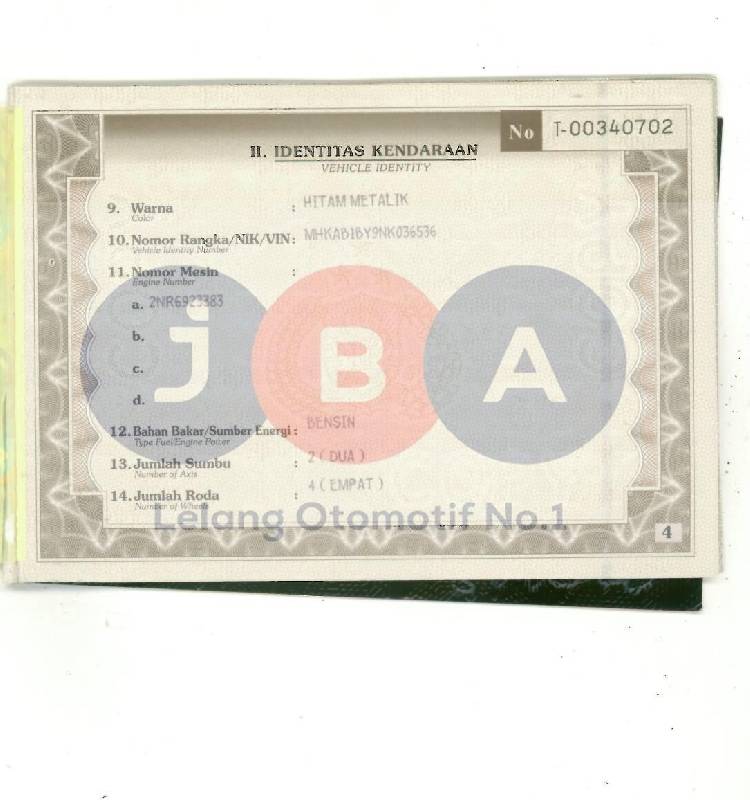 No T-00340702
II. IDENTITAS KENDARAAN
VEHICLE IDENTITY
9. Warna : HITAM METALIK
Color
10. Nomor Rangka/NIK/VIN: MHKAB1BY9NK036536
Vehicle Identity Number
11. Nomor Mesin :
Engine Number
a. 2NR6923383
b.
c.
d.
12. Bahan Bakar/Sumber Energi : BENSIN
Type Fuel/Engine Power
13. Jumlah Sumbu : 2 ( DUA )
Number of Axis
14. Jumlah Roda : 4 ( EMPAT )
Number of Wheels
JBA
Lelang Otomotif No.1
4